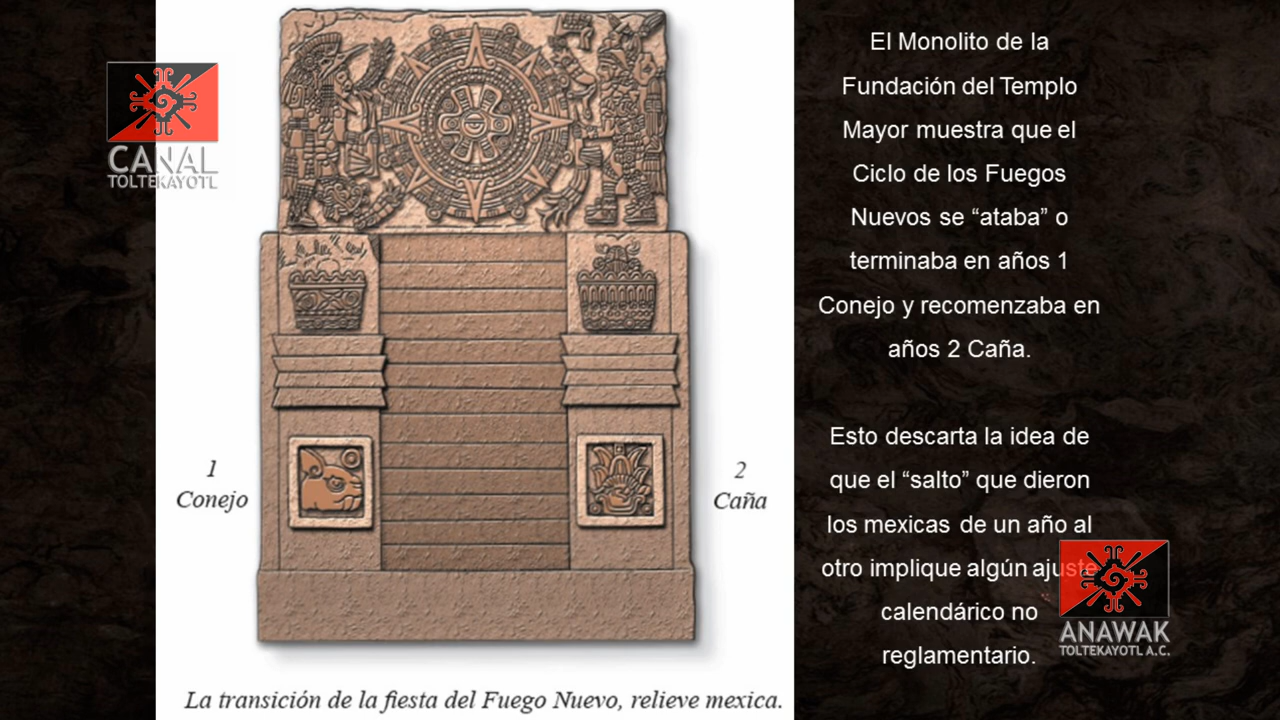 CANAL
TOLTEKAYOTL
1
Conejo
2
Caña
La transición de la fiesta del Fuego Nuevo, relieve mexica.
El Monolito de la
Fundación del Templo
Mayor muestra que el
Ciclo de los Fuegos
Nuevos se “ataba” o
terminaba en años 1
Conejo y recomenzaba en
años 2 Caña.
Esto descarta la idea de
que el “salto” que dieron
los mexicas de un año al
otro implique algún ajuste
calendárico no
reglamentario.
ANAWAK
TOLTEKAYOTL A.C.